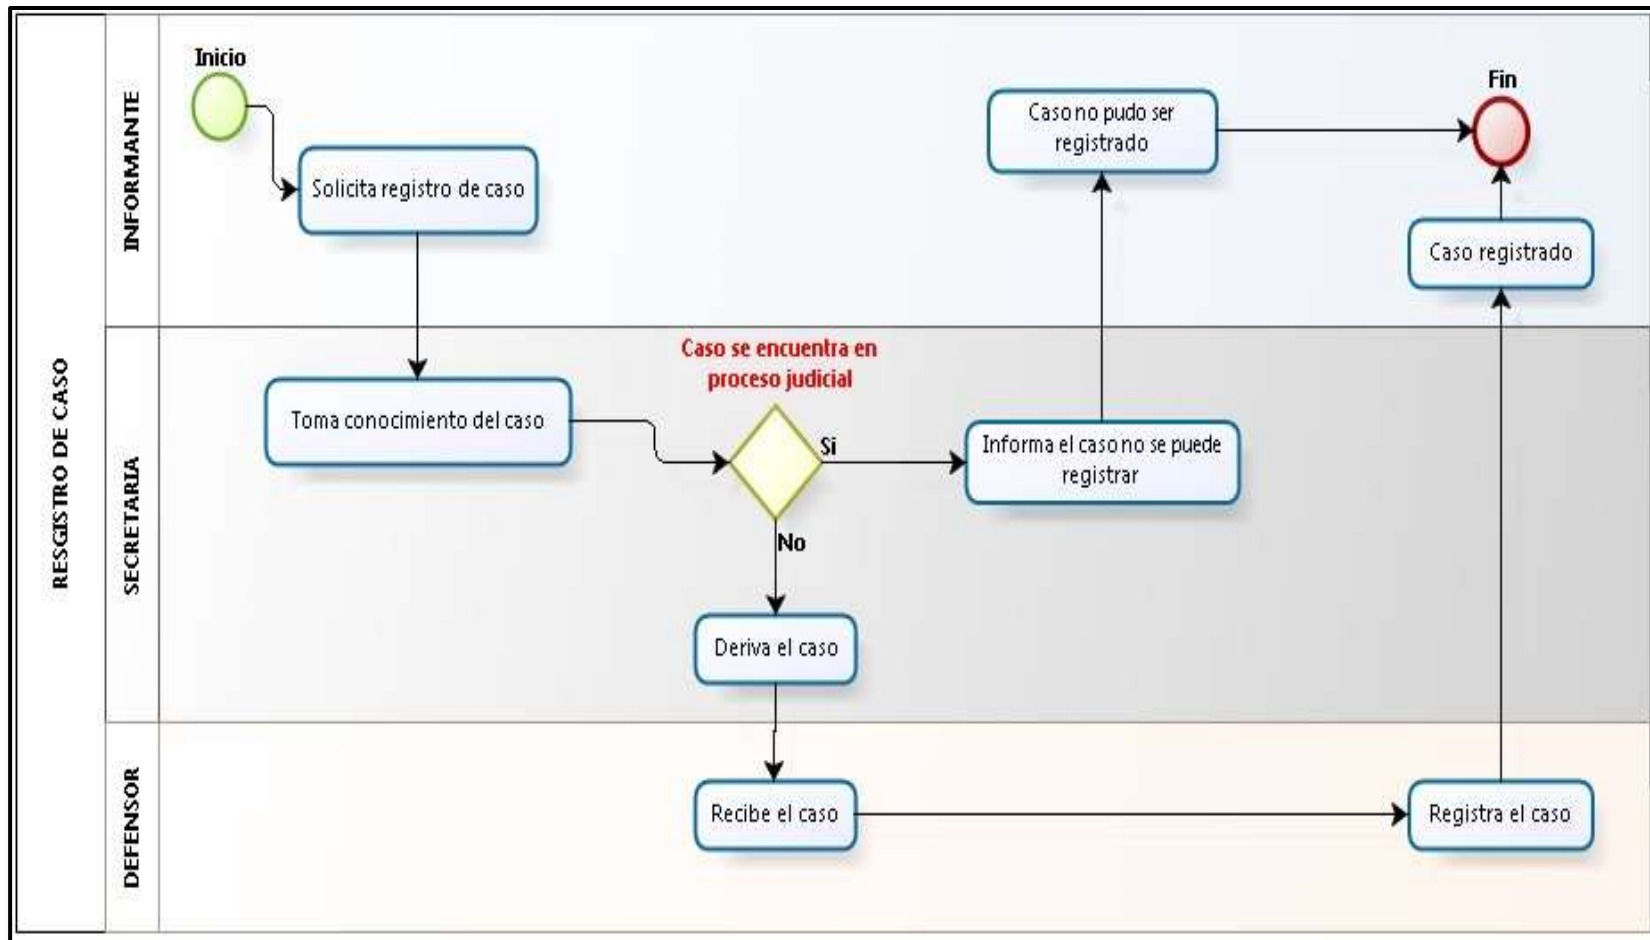 RESGISTRO DE CASO
INFORMANTE
Inicio
Solicita registro de caso
Caso no pudo ser
registrado
Fin
Caso registrado
SECRETARIA
Toma conocimiento del caso
Caso se encuentra en
proceso judicial
Si
No
Informa el caso no se puede
registrar
Deriva el caso
DEFENSOR
Recibe el caso
Registra el caso